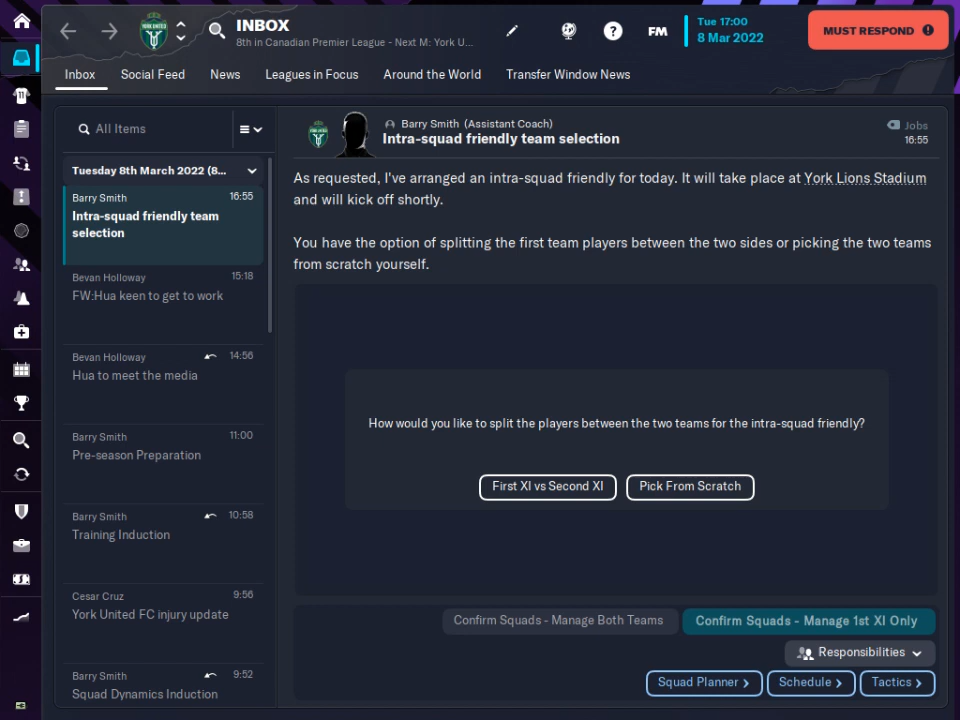 INBOX
8th in Canadian Premier League - Next M: York U...
FM
Tue 17:00
8 Mar 2022
MUST RESPOND
Inbox
Social Feed
News
Leagues in Focus
Around the World
Transfer Window News
All Items
Tuesday 8th March 2022 (8...
Barry Smith
16:55
Intra-squad friendly team
selection
Bevan Holloway
15:18
FW:Hua keen to get to work
Bevan Holloway
14:56
Hua to meet the media
Barry Smith
11:00
Pre-season Preparation
Barry Smith
10:58
Training Induction
Cesar Cruz
9:56
York United FC injury update
Barry Smith
9:52
Squad Dynamics Induction
Barry Smith (Assistant Coach)
Intra-squad friendly team selection
Jobs
16:55
As requested, I've arranged an intra-squad friendly for today. It will take place at York Lions Stadium
and will kick off shortly.
You have the option of splitting the first team players between the two sides or picking the two teams
from scratch yourself.
How would you like to split the players between the two teams for the intra-squad friendly?
First XI vs Second XI
Pick From Scratch
Confirm Squads - Manage Both Teams
Confirm Squads - Manage 1st XI Only
Responsibilities
Squad Planner
Schedule
Tactics